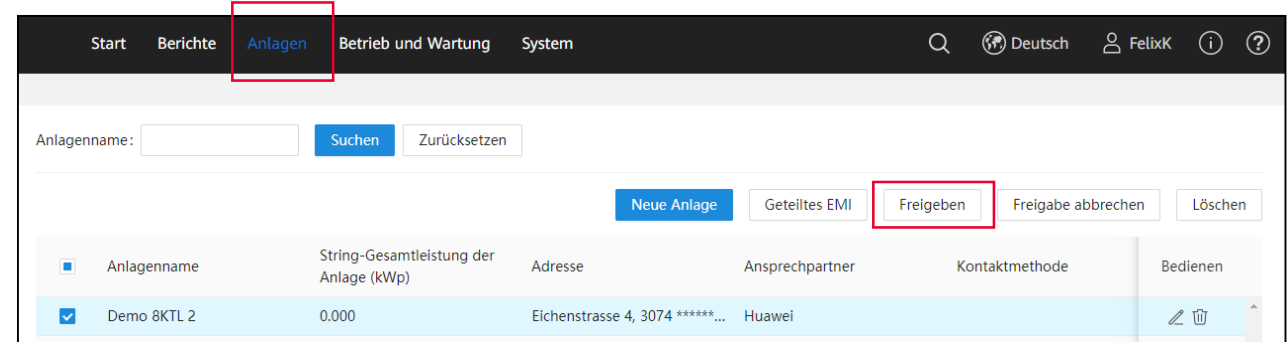 Start Berichte Anlagen Betrieb und Wartung System Deutsch FelixK
Anlagenname: Suchen Zurücksetzen
Neue Anlage Geteiltes EMI Freigeben Freigabe abbrechen Löschen
Anlagenname String-Gesamtleistung der Anlage (kWp) Adresse Ansprechpartner Kontaktmethode Bedienen
Demo 8KTL 2 0.000 Eichenstrasse 4, 3074 ******... Huawei